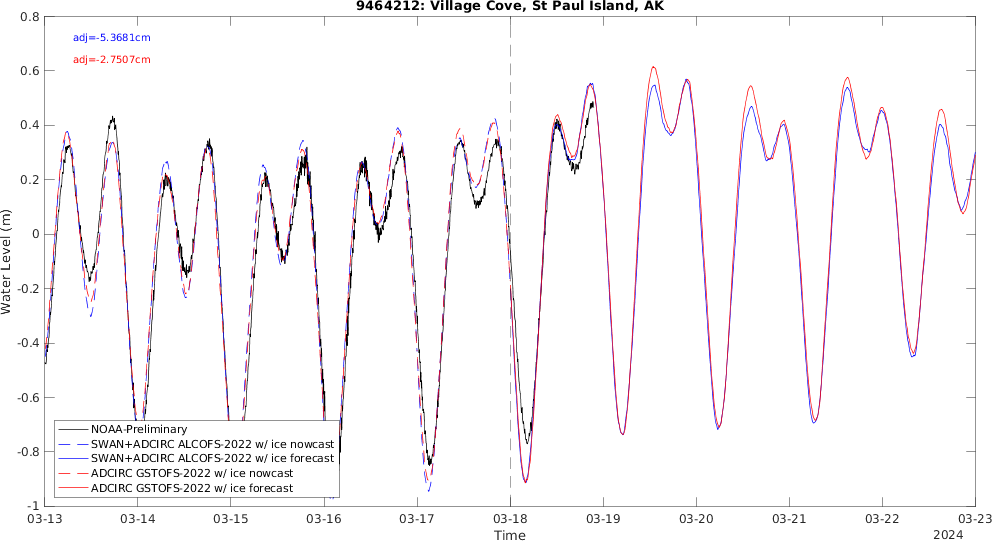 9464212: Village Cove, St Paul Island, AK
0.8
adj=-5.3681cm
adj=-2.7507cm
0.6
0.4
0.2
0
-0.2
-0.4
-0.6
-0.8
-1
Water Level (m)
NOAA-Preliminary
SWAN+ADCIRC ALCOFS-2022 w/ ice nowcast
SWAN+ADCIRC ALCOFS-2022 w/ ice forecast
ADCIRC GSTOFS-2022 w/ ice nowcast
ADCIRC GSTOFS-2022 w/ ice forecast
03-13 03-14 03-15 03-16 03-17 03-18 03-19 03-20 03-21 03-22 03-23
Time
2024